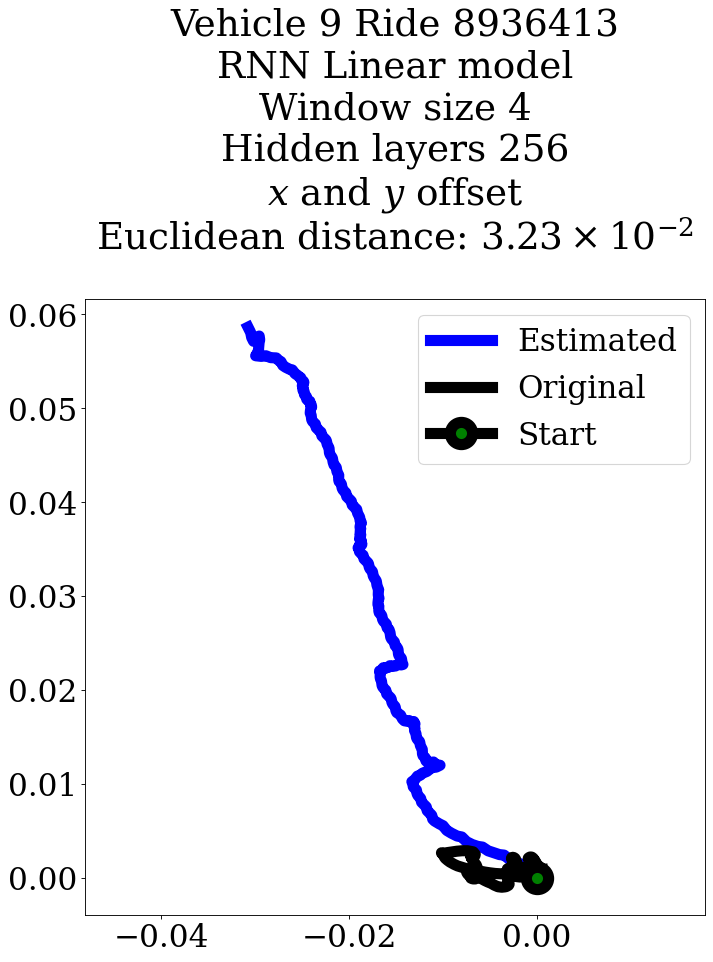 Vehicle 9 Ride 8936413
RNN Linear model
Window size 4
Hidden layers 256
x and y offset
Euclidean distance: 3.23 × 10⁻²
0.06
0.05
0.04
0.03
0.02
0.01
0.00
Estimated
Original
Start
−0.04 −0.02 0.00